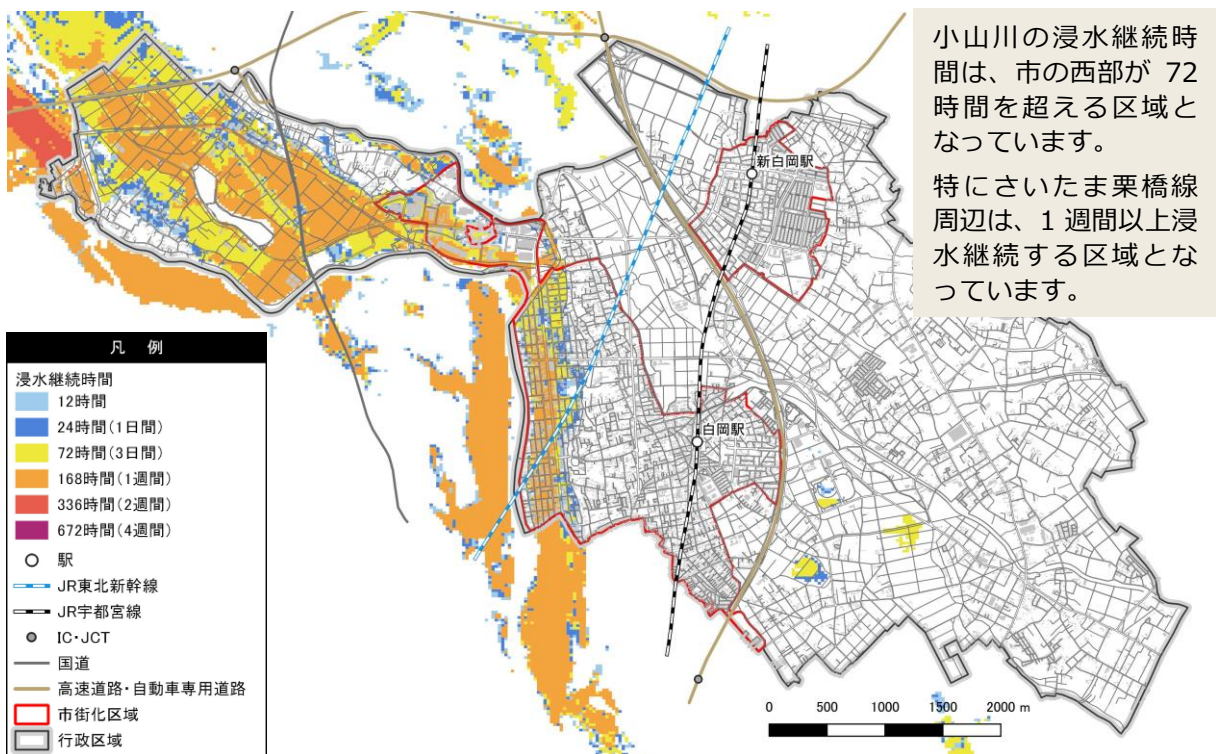 小山川の浸水継続時
間は、市の西部が 72
時間を超える区域と
なっています。
特にさいたま栗橋線
周辺は、1 週間以上浸
水継続する区域とな
っています。
新白岡駅
白岡駅
凡 例
浸水継続時間
12時間
24時間(1日間)
72時間(3日間)
168時間(1週間)
336時間(2週間)
672時間(4週間)
駅
JR東北新幹線
JR宇都宮線
IC・JCT
国道
高速道路・自動車専用道路
市街化区域
行政区域
0 500 1000 1500 2000 m